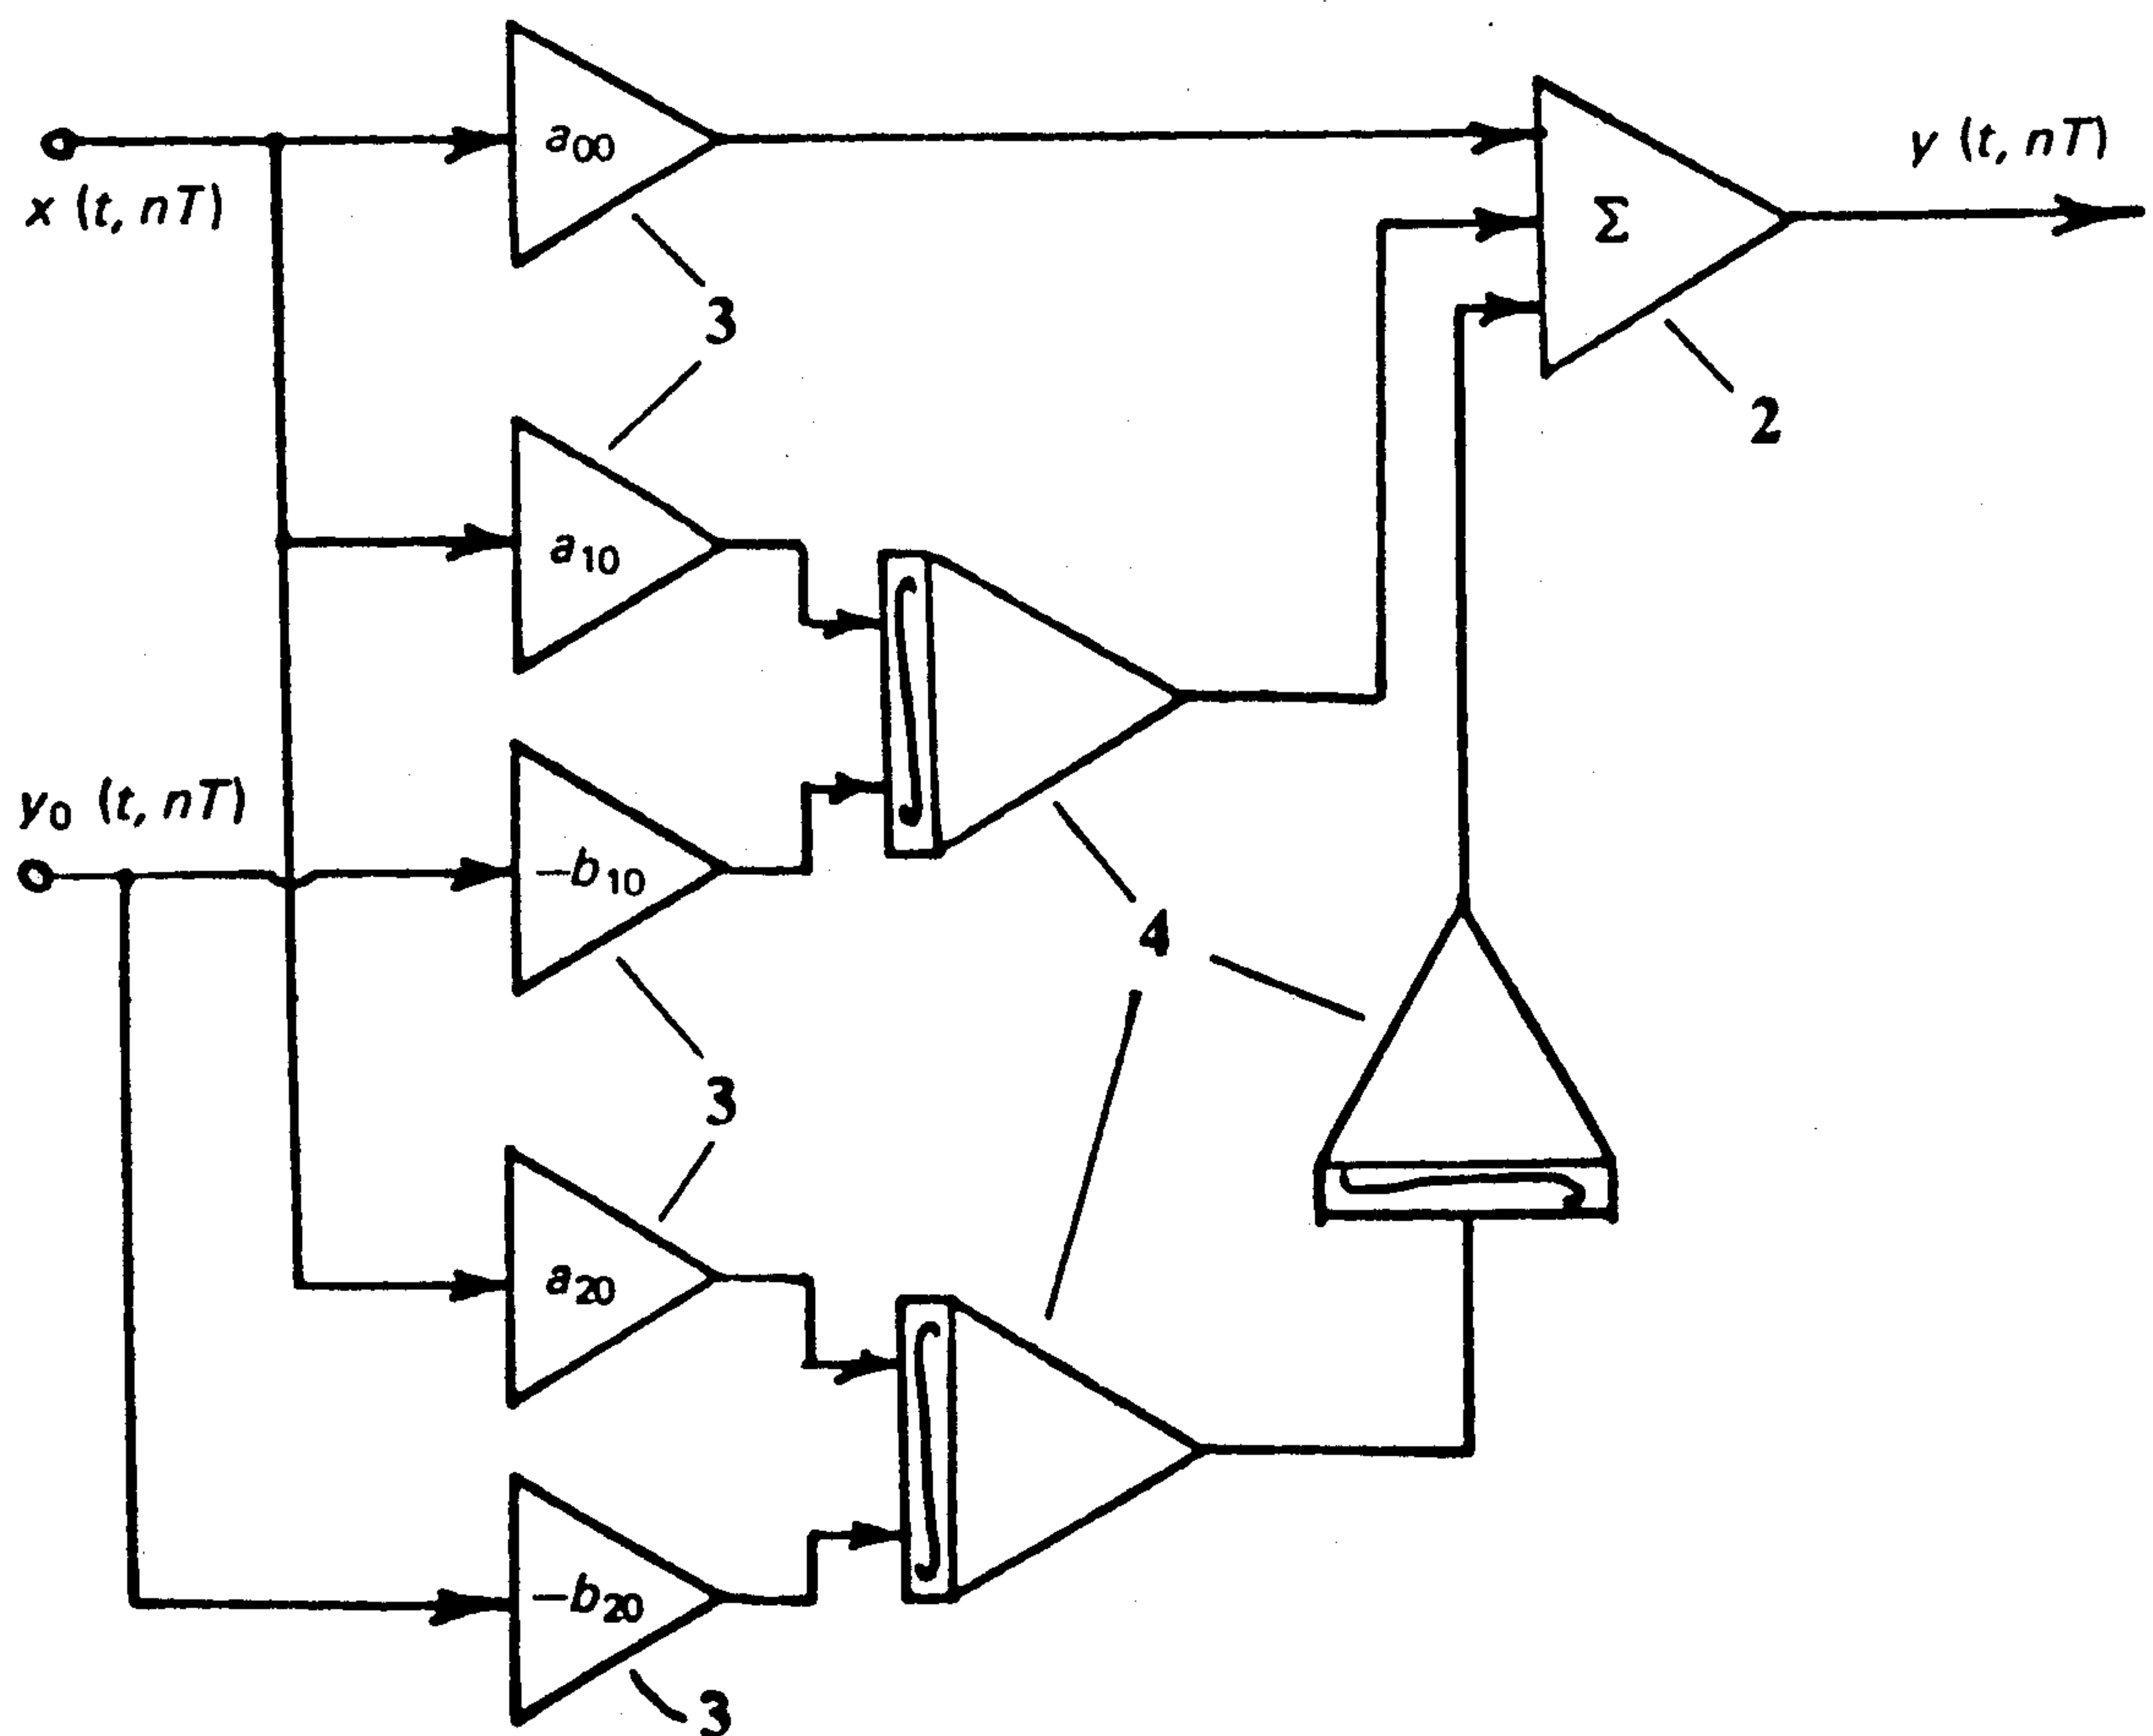 a₀₀
x (t, nT)
y (t, nT)
Σ
3
2
a₁₀
y₀ (t, nT)
−b₁₀
4
3
a₂₀
−b₂₀
3